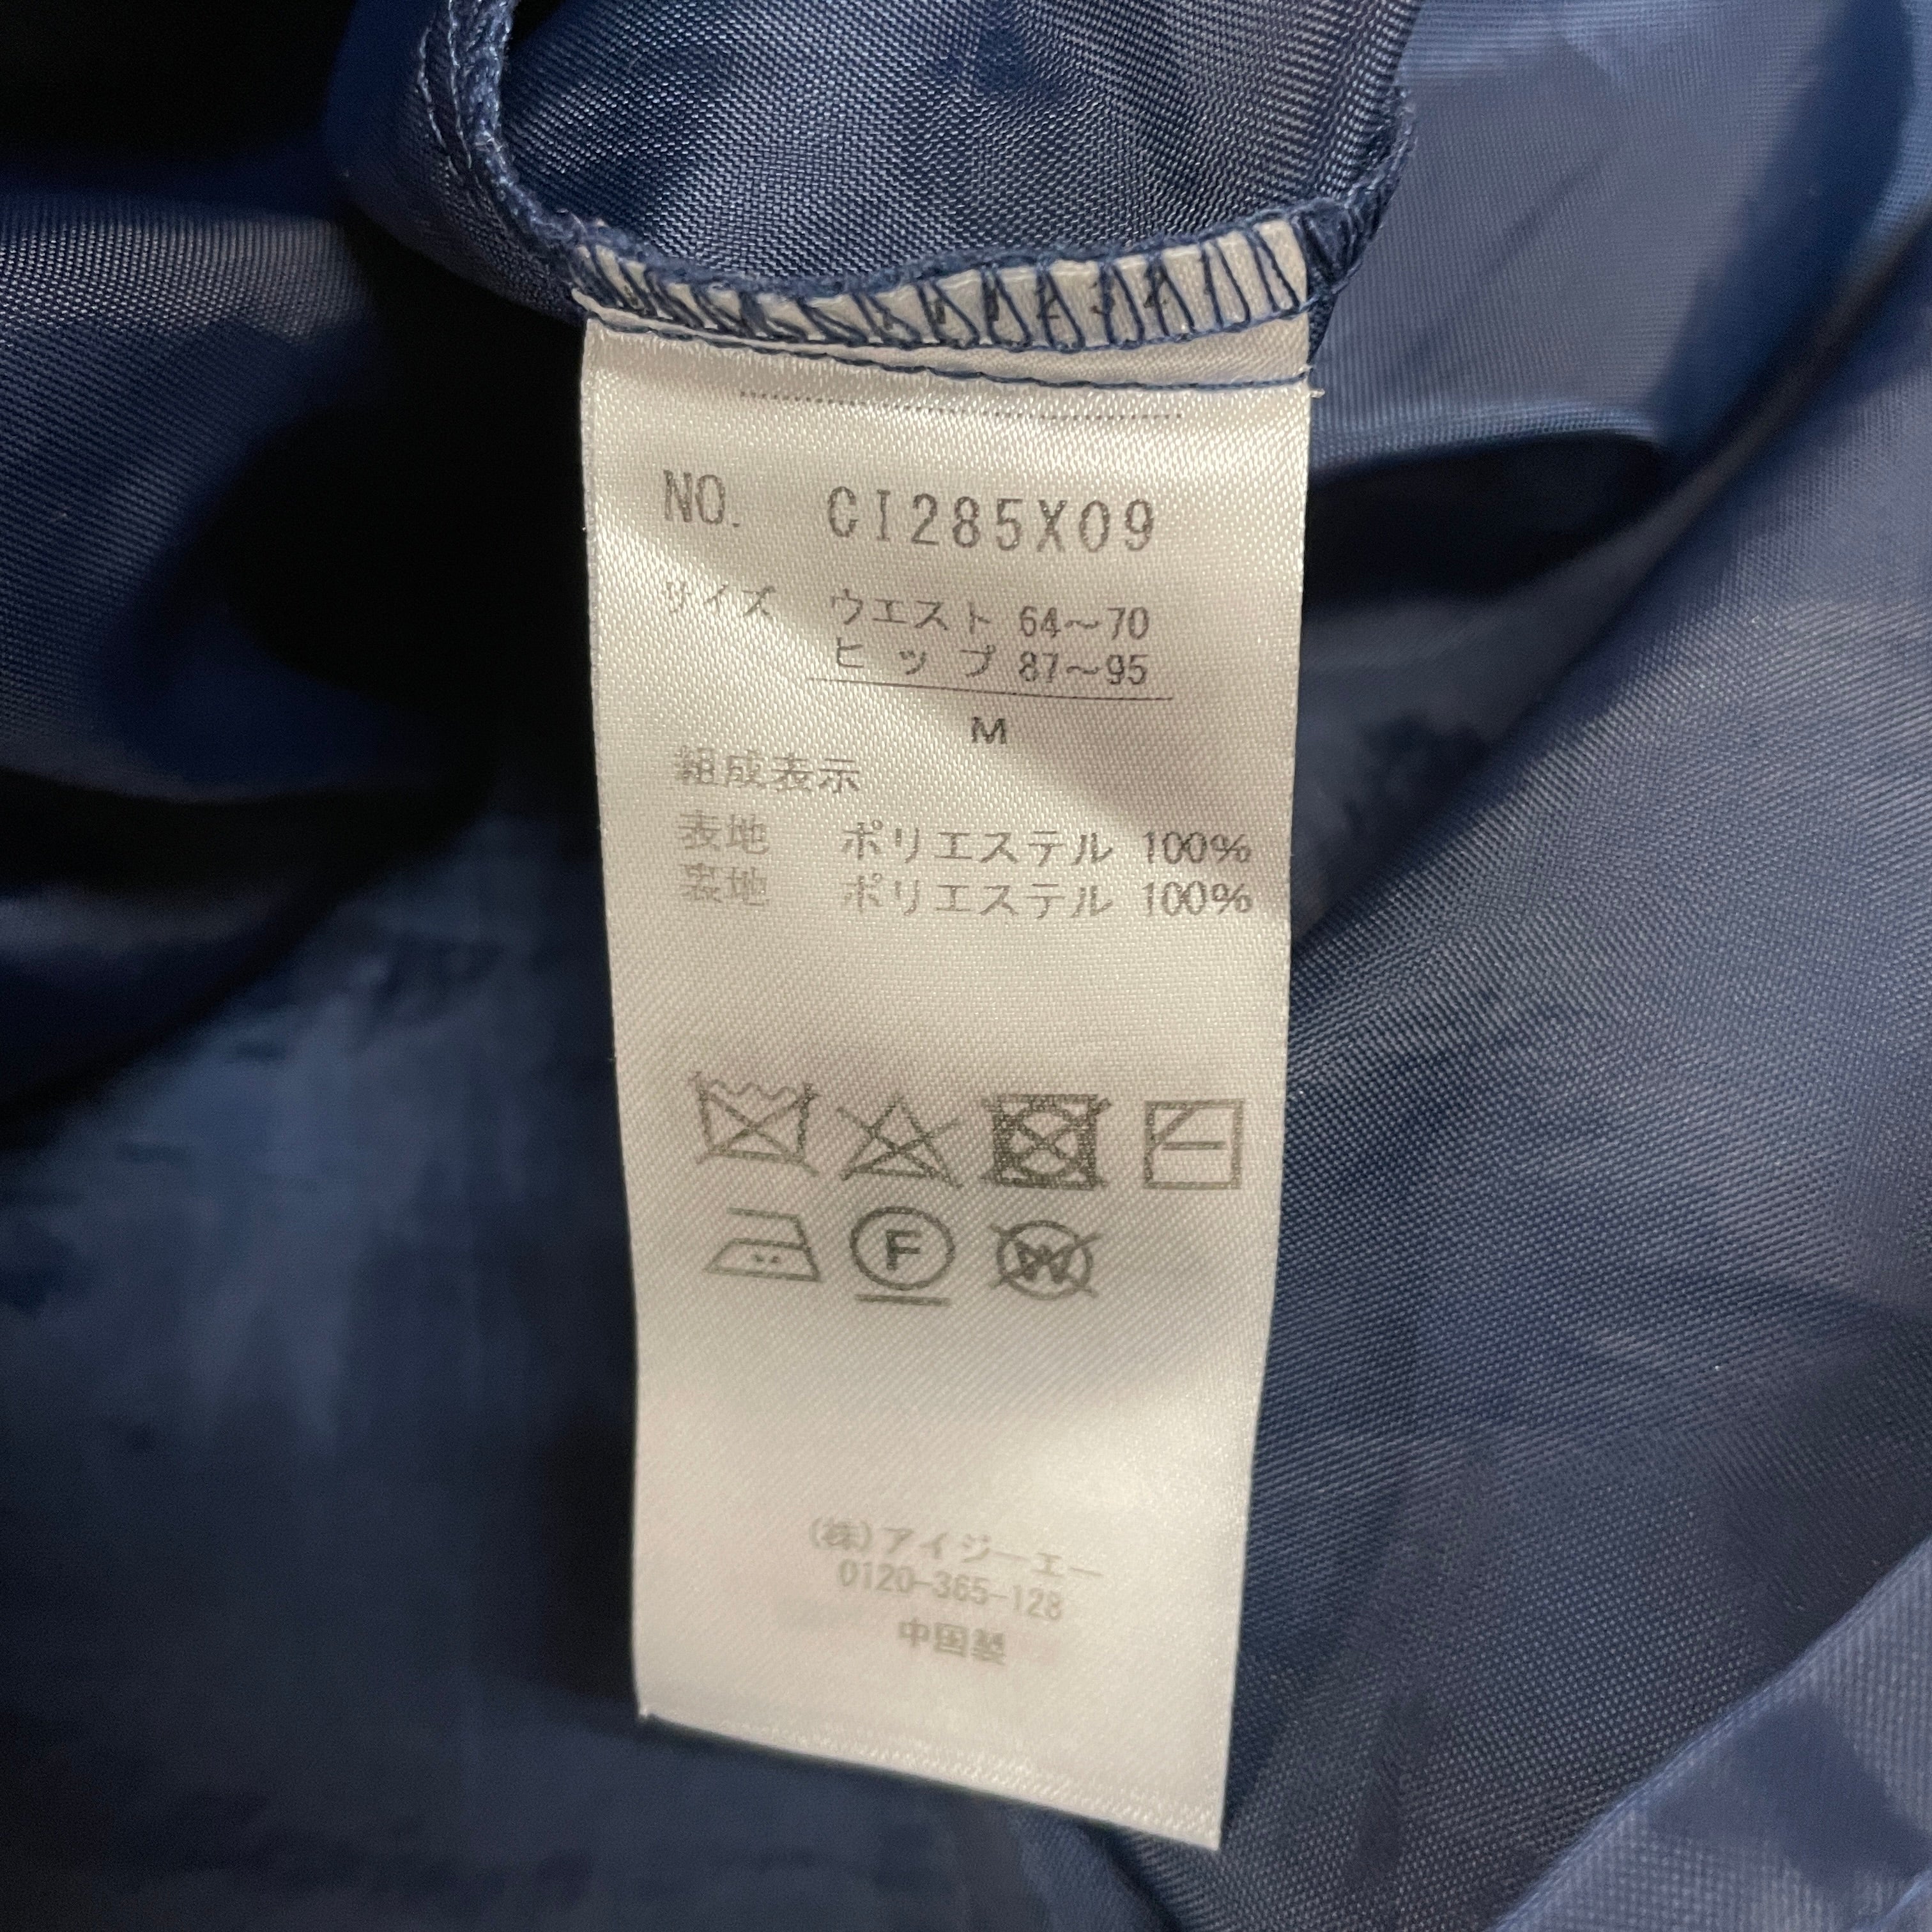 NO. CI285X09
サイズ ウエスト 64～70
ヒップ 87～95
M
組成表示
表地 ポリエステル 100%
裏地 ポリエステル 100%
F
W
(株)アイジーエー
0120-365-128
中国製